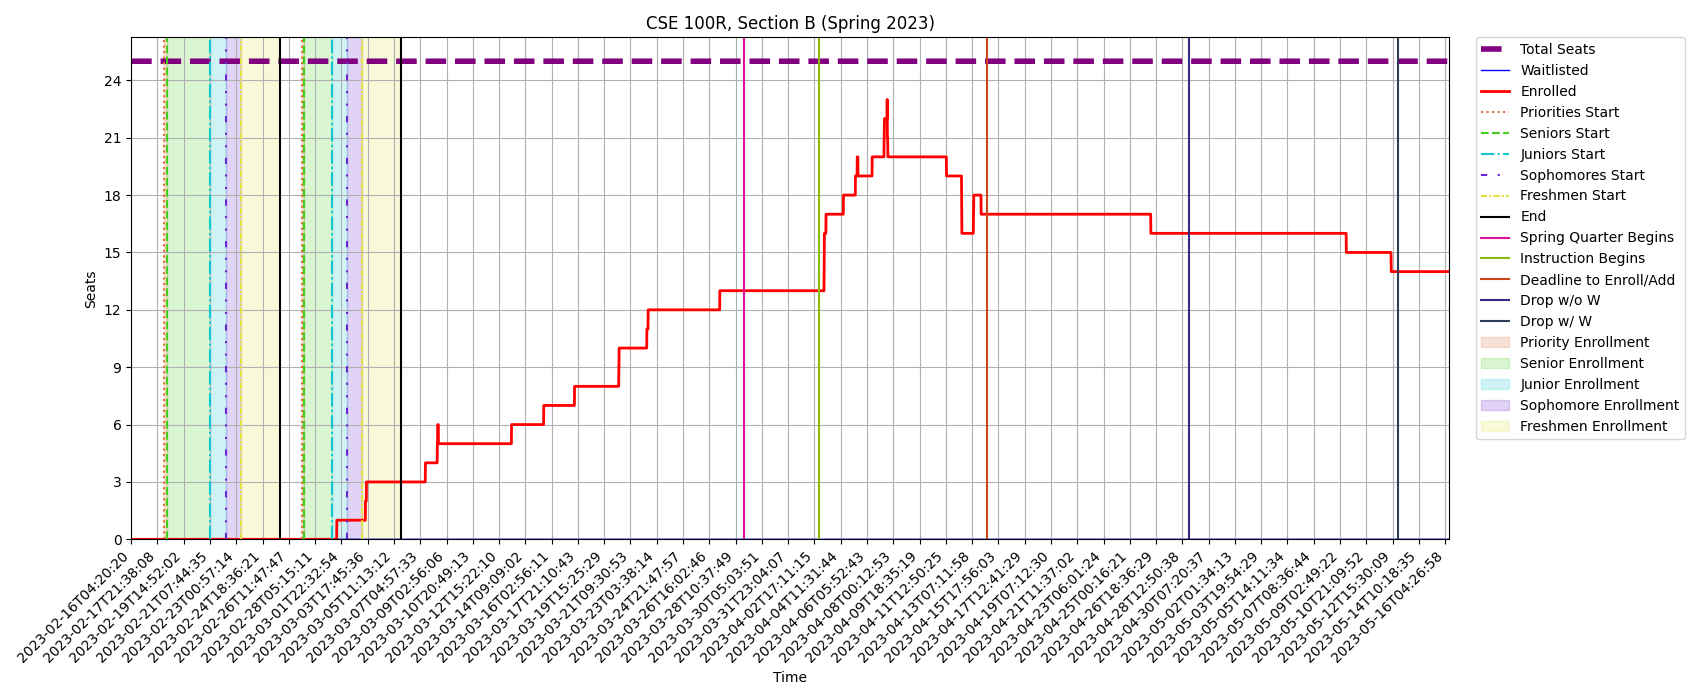 CSE 100R, Section B (Spring 2023)
Seats
24
21
18
15
12
9
6
3
0
2023-02-16T04:20:20
2023-02-17T21:38:08
2023-02-19T14:52:02
2023-02-21T07:44:35
2023-02-23T00:57:14
2023-02-24T18:36:21
2023-02-26T11:47:47
2023-02-28T05:15:11
2023-03-01T22:32:54
2023-03-03T17:45:36
2023-03-05T11:13:12
2023-03-07T04:57:33
2023-03-09T02:56:06
2023-03-10T20:49:13
2023-03-12T15:22:10
2023-03-14T09:09:02
2023-03-16T02:56:11
2023-03-17T21:10:43
2023-03-19T15:25:29
2023-03-21T09:30:53
2023-03-23T03:38:14
2023-03-24T21:47:57
2023-03-26T16:02:46
2023-03-28T10:37:49
2023-03-30T05:03:51
2023-03-31T23:04:07
2023-04-02T17:11:15
2023-04-04T11:31:44
2023-04-06T05:52:43
2023-04-08T00:12:53
2023-04-09T18:35:19
2023-04-11T12:50:25
2023-04-13T07:11:58
2023-04-15T17:56:03
2023-04-17T12:41:29
2023-04-19T07:12:30
2023-04-21T11:37:02
2023-04-23T06:01:24
2023-04-25T00:16:21
2023-04-26T18:36:29
2023-04-28T12:50:38
2023-04-30T07:20:37
2023-05-02T01:34:13
2023-05-03T19:54:29
2023-05-05T14:11:34
2023-05-07T08:36:44
2023-05-09T02:49:22
2023-05-10T21:09:52
2023-05-12T15:30:09
2023-05-14T10:18:35
2023-05-16T04:26:58
Time
Total Seats
Waitlisted
Enrolled
Priorities Start
Seniors Start
Juniors Start
Sophomores Start
Freshmen Start
End
Spring Quarter Begins
Instruction Begins
Deadline to Enroll/Add
Drop w/o W
Drop w/ W
Priority Enrollment
Senior Enrollment
Junior Enrollment
Sophomore Enrollment
Freshmen Enrollment